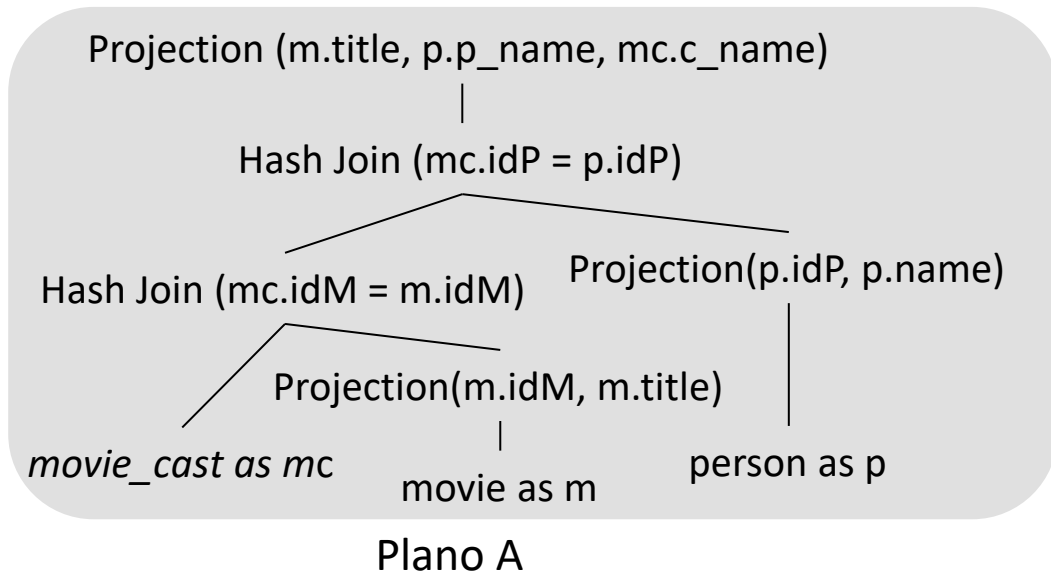 Projection (m.title, p.p_name, mc.c_name)
Hash Join (mc.idP = p.idP)
Hash Join (mc.idM = m.idM)
Projection(p.idP, p.name)
Projection(m.idM, m.title)
movie_cast as mc
movie as m
person as p
Plano A